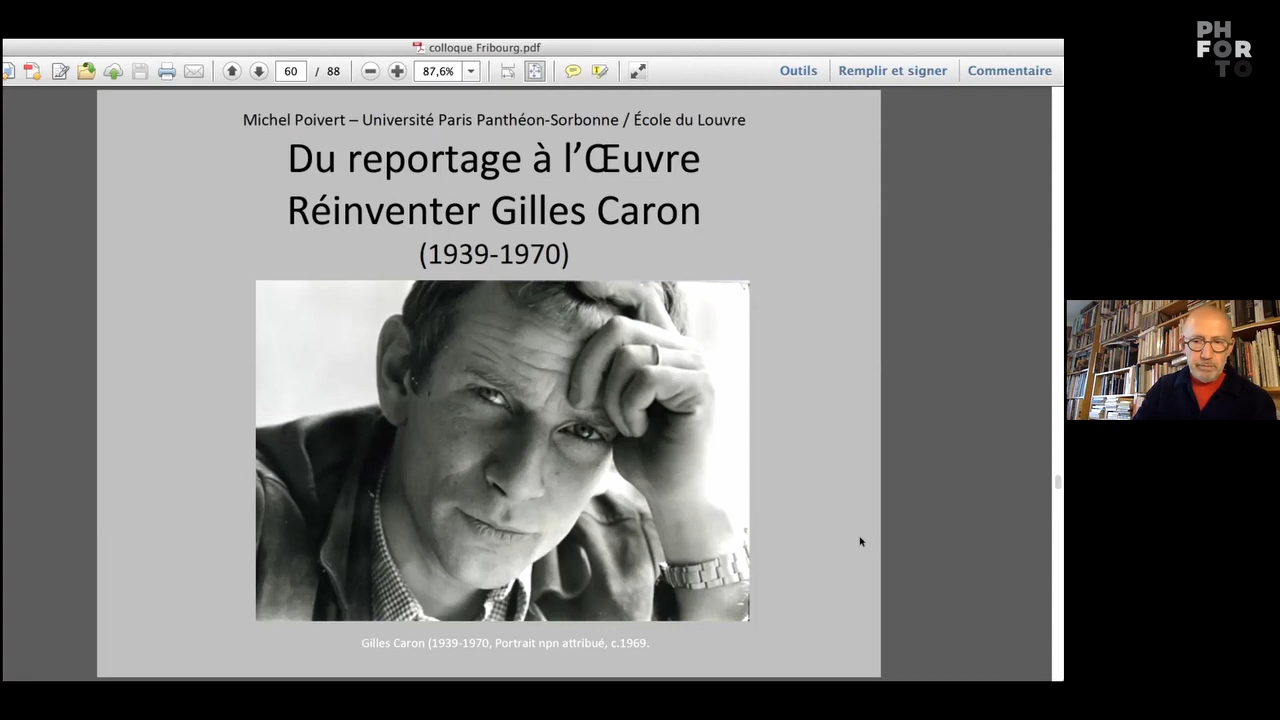 PH
FOR
TO
colloque Fribourg.pdf
60 / 88
87,6%
Outils
Remplir et signer
Commentaire
Michel Poivert – Université Paris Panthéon-Sorbonne / École du Louvre
Du reportage à l’Œuvre
Réinventer Gilles Caron
(1939-1970)
Gilles Caron (1939-1970, Portrait npn attribué, c.1969.